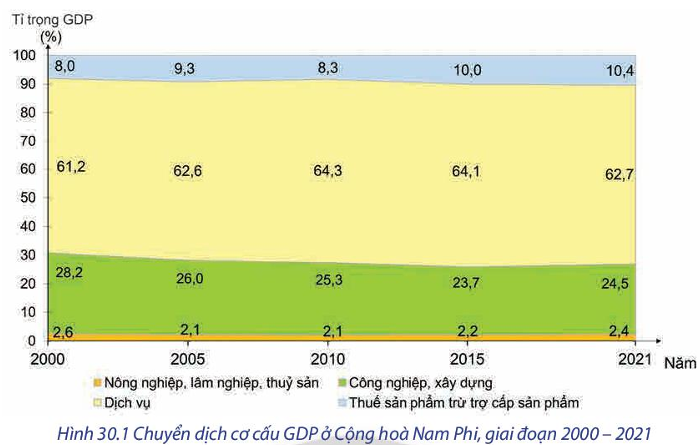 Tỉ trọng GDP
(%)
100
90
80
70
60
50
40
30
20
10
0
8,0 9,3 8,3 10,0 10,4
61,2 62,6 64,3 64,1 62,7
28,2 26,0 25,3 23,7 24,5
2,6 2,1 2,1 2,2 2,4
2000 2005 2010 2015 2021 Năm
Nông nghiệp, lâm nghiệp, thuỷ sản Công nghiệp, xây dựng
Dịch vụ Thuế sản phẩm trừ trợ cấp sản phẩm
Hình 30.1 Chuyển dịch cơ cấu GDP ở Cộng hoà Nam Phi, giai đoạn 2000 – 2021